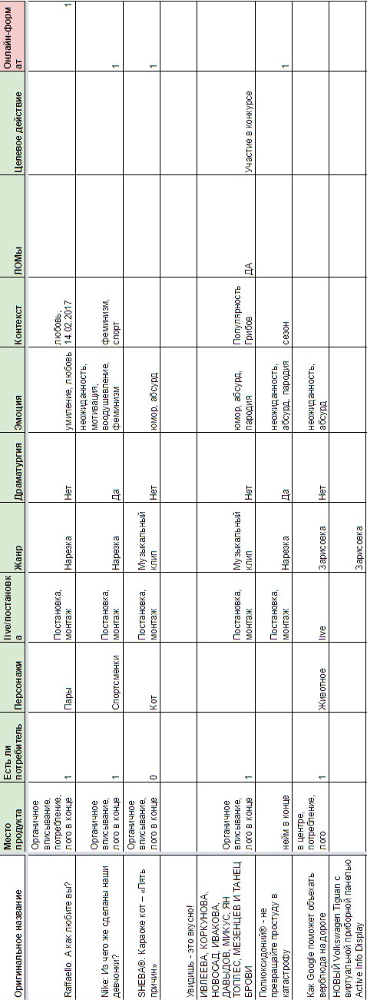 Оригинальное название
Место
продукта
Есть ли
потребитель
Персонажи
live/постановк
а
Жанр
Драматургия
Эмоция
Контекст
ЛОМы
Целевое действие
Онлайн-форм
ат
Raffaello. А как любите вы?
Органичное
вписывание,
потребление,
лого в конце
1
Пары
Постановка,
монтаж
Нарезка
Нет
умиление, любовь
любовь,
14.02.2017
1
Nike: Из чего же сделаны наши
девчонки?
Органичное
вписывание,
лого в конце
1
Спортсменки
Постановка,
монтаж
Нарезка
Да
неожиданность,
мотивация,
воодушевление,
феминизм
феминизм,
спорт
1
SHEBA®: Караоке кот – «Пять
причин»
Органичное
вписывание,
лого в конце
0
Кот
Постановка,
монтаж
Музыкальный
клип
Нет
юмор, абсурд
1
Увидишь - это вкусно!
ИВЛЕЕВА, КОРКУНОВА,
НОВОСАД, ИВАКОВА,
ДАВЫДОВ, МИКУС, ЯН
ТОПЛЕС, МЕЗЕНЦЕВ И ТАНЕЦ
БРОВИ
Органичное
вписывание,
лого в конце
1
Постановка,
монтаж
Музыкальный
клип
Нет
юмор, абсурд,
пародия
Популярность
Грибов
ДА
Участие в конкурсе
Полиоксидоний® - не
превращайте простуду в
катастрофу
нейм в конце
Постановка,
монтаж
Нарезка
Да
неожиданность,
абсурд, пародия
сезон
1
Как Google поможет объехать
верблюда на дороге
в центре,
потребление,
лого
1
Животное
live
Зарисовка
Нет
неожиданность,
абсурд
НОВЫЙ Volkswagen Tiguan с
виртуальной приборной панелью
Active Info Display
Зарисовка